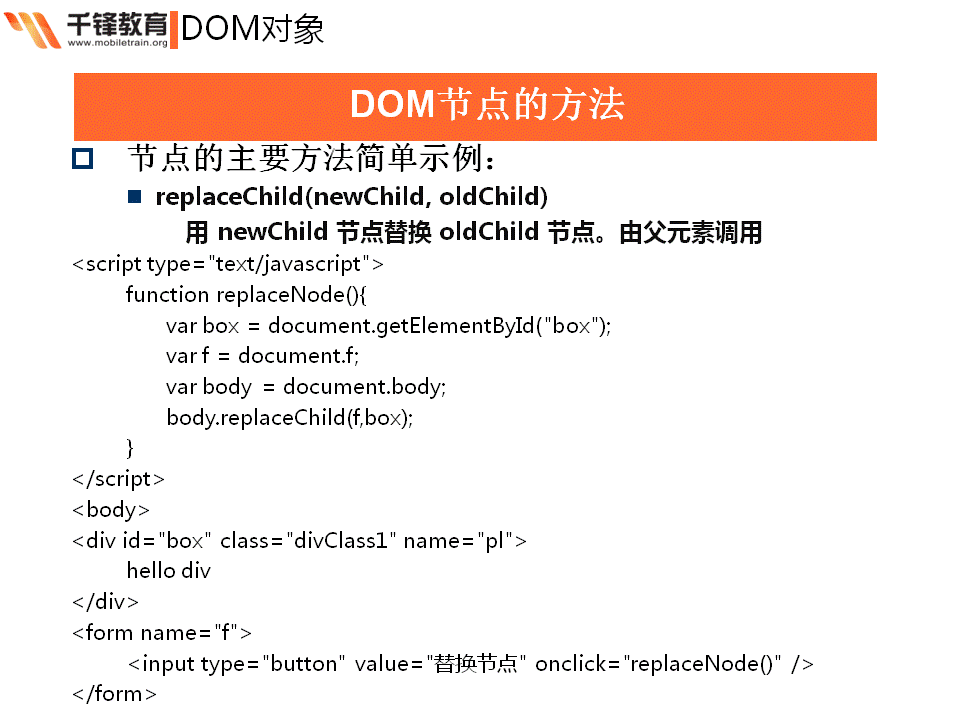 千锋教育
www.mobiletrain.org
DOM对象
DOM节点的方法
节点的主要方法简单示例：
replaceChild(newChild, oldChild)
用 newChild 节点替换 oldChild 节点。由父元素调用
<script type="text/javascript">
function replaceNode(){
var box = document.getElementById("box");
var f = document.f;
var body = document.body;
body.replaceChild(f,box);
}
</script>
<body>
<div id="box" class="divClass1" name="pl">
hello div
</div>
<form name="f">
<input type="button" value="替换节点" onclick="replaceNode()" />
</form>